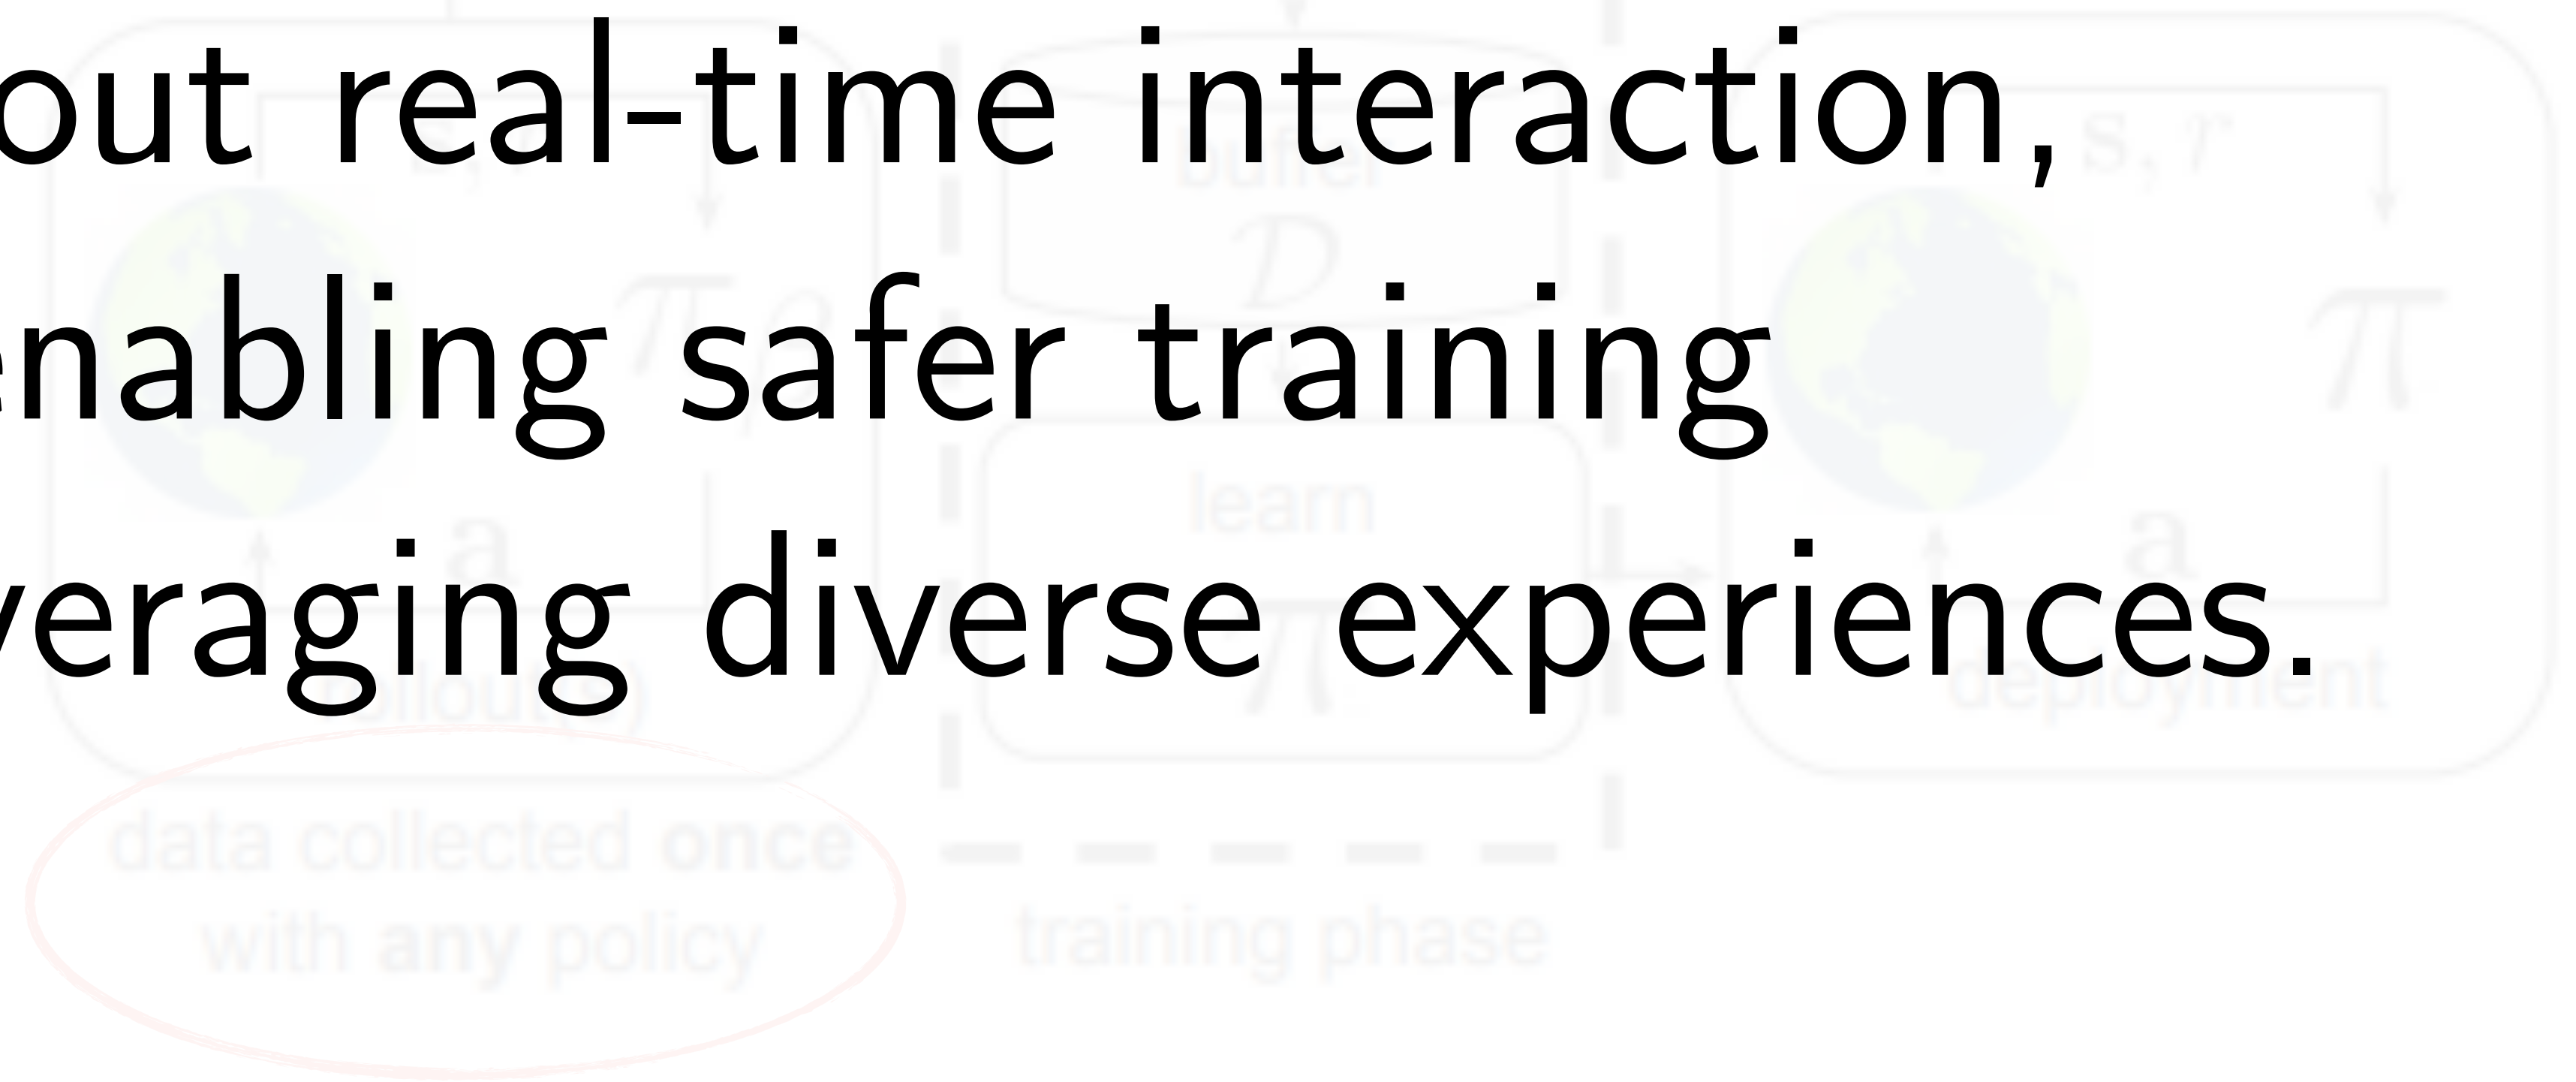 out real-time interaction,
enabling safer training
veraging diverse experiences.
buffer
D
s, r
π
π
learn
a
a
π
rollout(s)
deployment
data collected once
with any policy
training phase